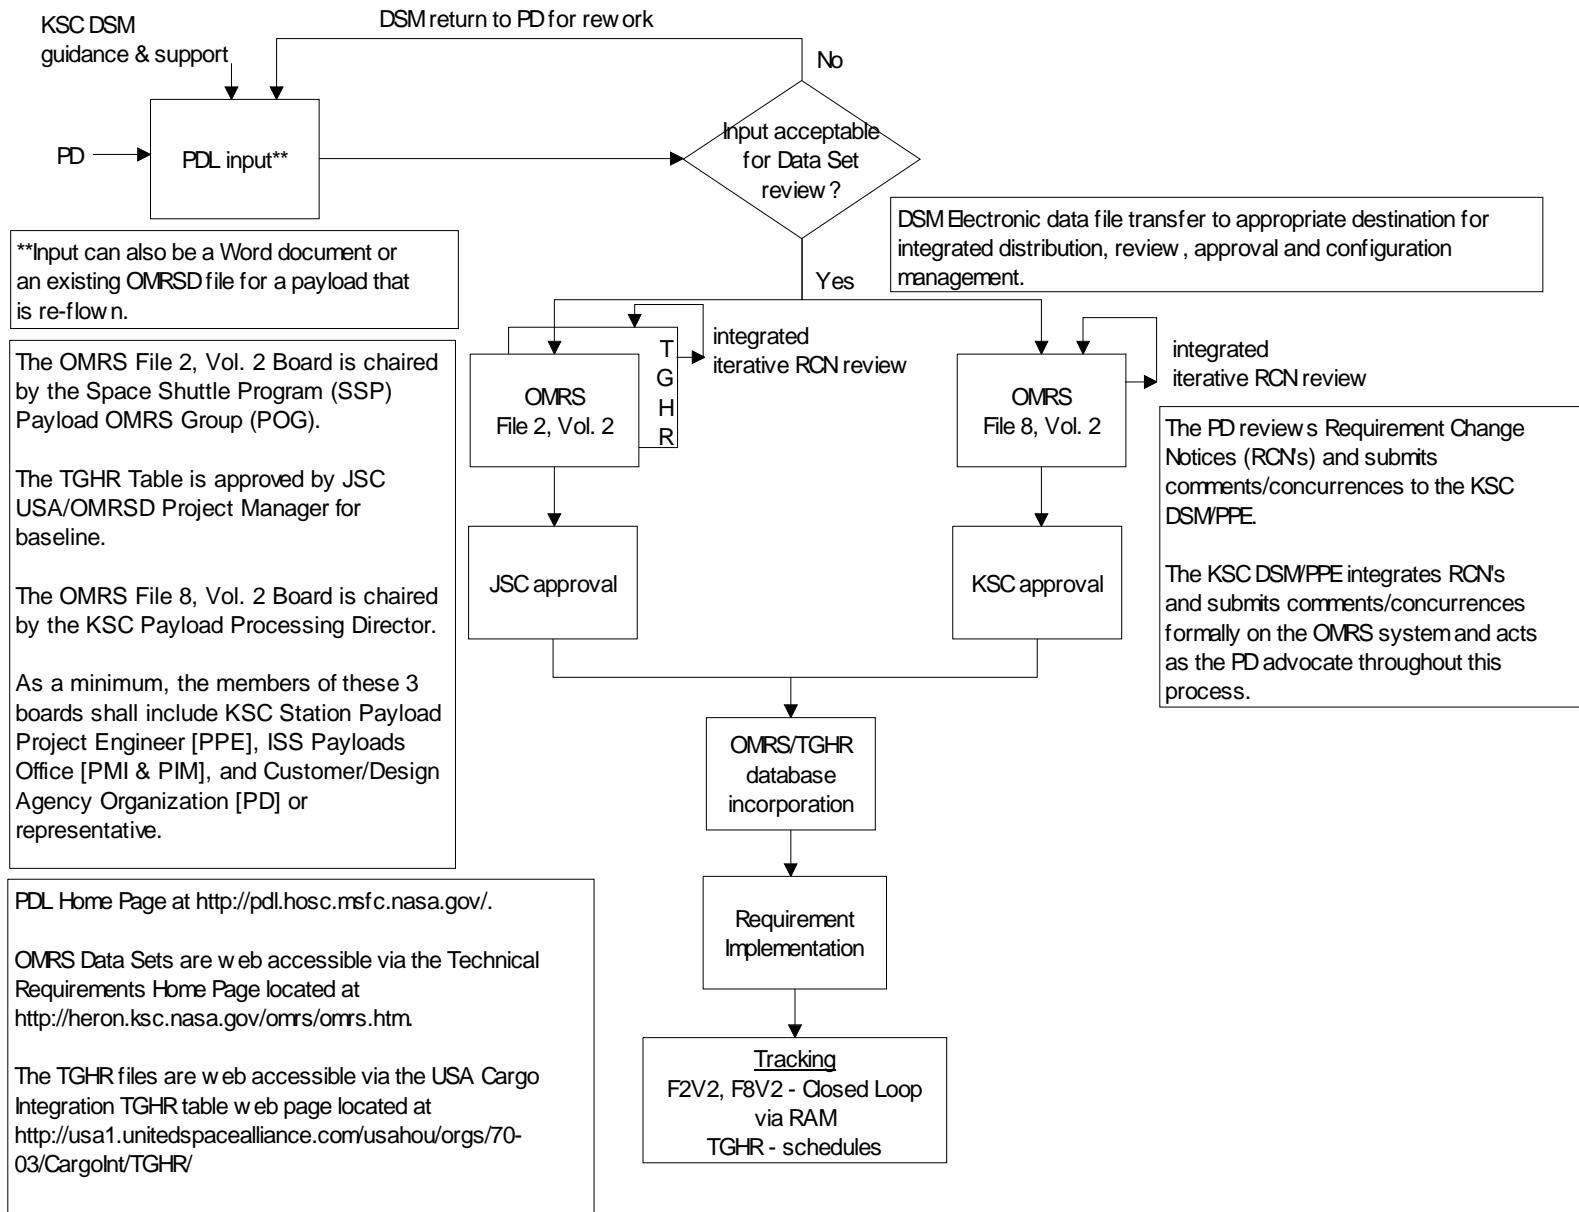 KSC DSM
guidance & support
DSM return to PD for rework
No
PD
PDL input**
Input acceptable
for Data Set
review?
Yes
DSM Electronic data file transfer to appropriate destination for
integrated distribution, review, approval and configuration
management.
**Input can also be a Word document or
an existing OMRSD file for a payload that
is re-flown.
The OMRS File 2, Vol. 2 Board is chaired
by the Space Shuttle Program (SSP)
Payload OMRS Group (POG).
The TGHR Table is approved by JSC
USA/OMRSD Project Manager for
baseline.
The OMRS File 8, Vol. 2 Board is chaired
by the KSC Payload Processing Director.
As a minimum, the members of these 3
boards shall include KSC Station Payload
Project Engineer [PPE], ISS Payloads
Office [PMI & PIM], and Customer/Design
Agency Organization [PD] or
representative.
OMRS
File 2, Vol. 2
T
G
H
R
integrated
iterative RCN review
OMRS
File 8, Vol. 2
integrated
iterative RCN review
The PD reviews Requirement Change
Notices (RCN's) and submits
comments/concurrences to the KSC
DSM/PPE.
The KSC DSM/PPE integrates RCN's
and submits comments/concurrences
formally on the OMRS system and acts
as the PD advocate throughout this
process.
JSC approval
KSC approval
OMRS/TGHR
database
incorporation
Requirement
Implementation
Tracking
F2V2, F8V2 - Closed Loop
via RAM
TGHR - schedules
PDL Home Page at http://pdl.hosc.msfc.nasa.gov/.
OMRS Data Sets are web accessible via the Technical
Requirements Home Page located at
http://heron.ksc.nasa.gov/omrs/omrs.htm.
The TGHR files are web accessible via the USA Cargo
Integration TGHR table web page located at
http://usa1.unitedspacealliance.com/usahou/orgs/70-
03/CargoInt/TGHR/